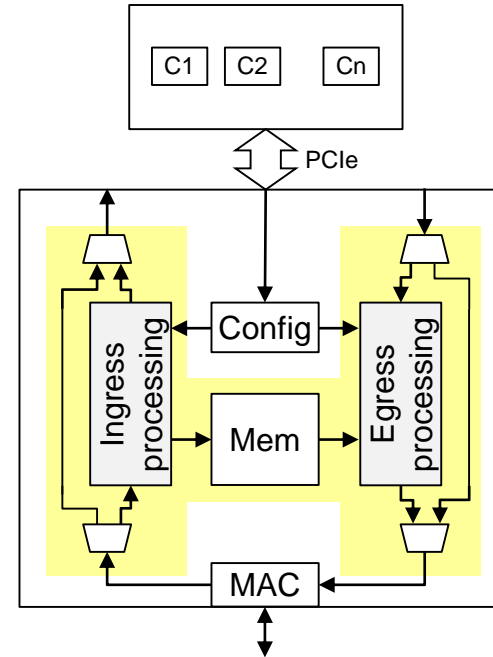 C1
C2
Cn
PCIe
Config
Ingress
processing
Mem
Egress
processing
MAC